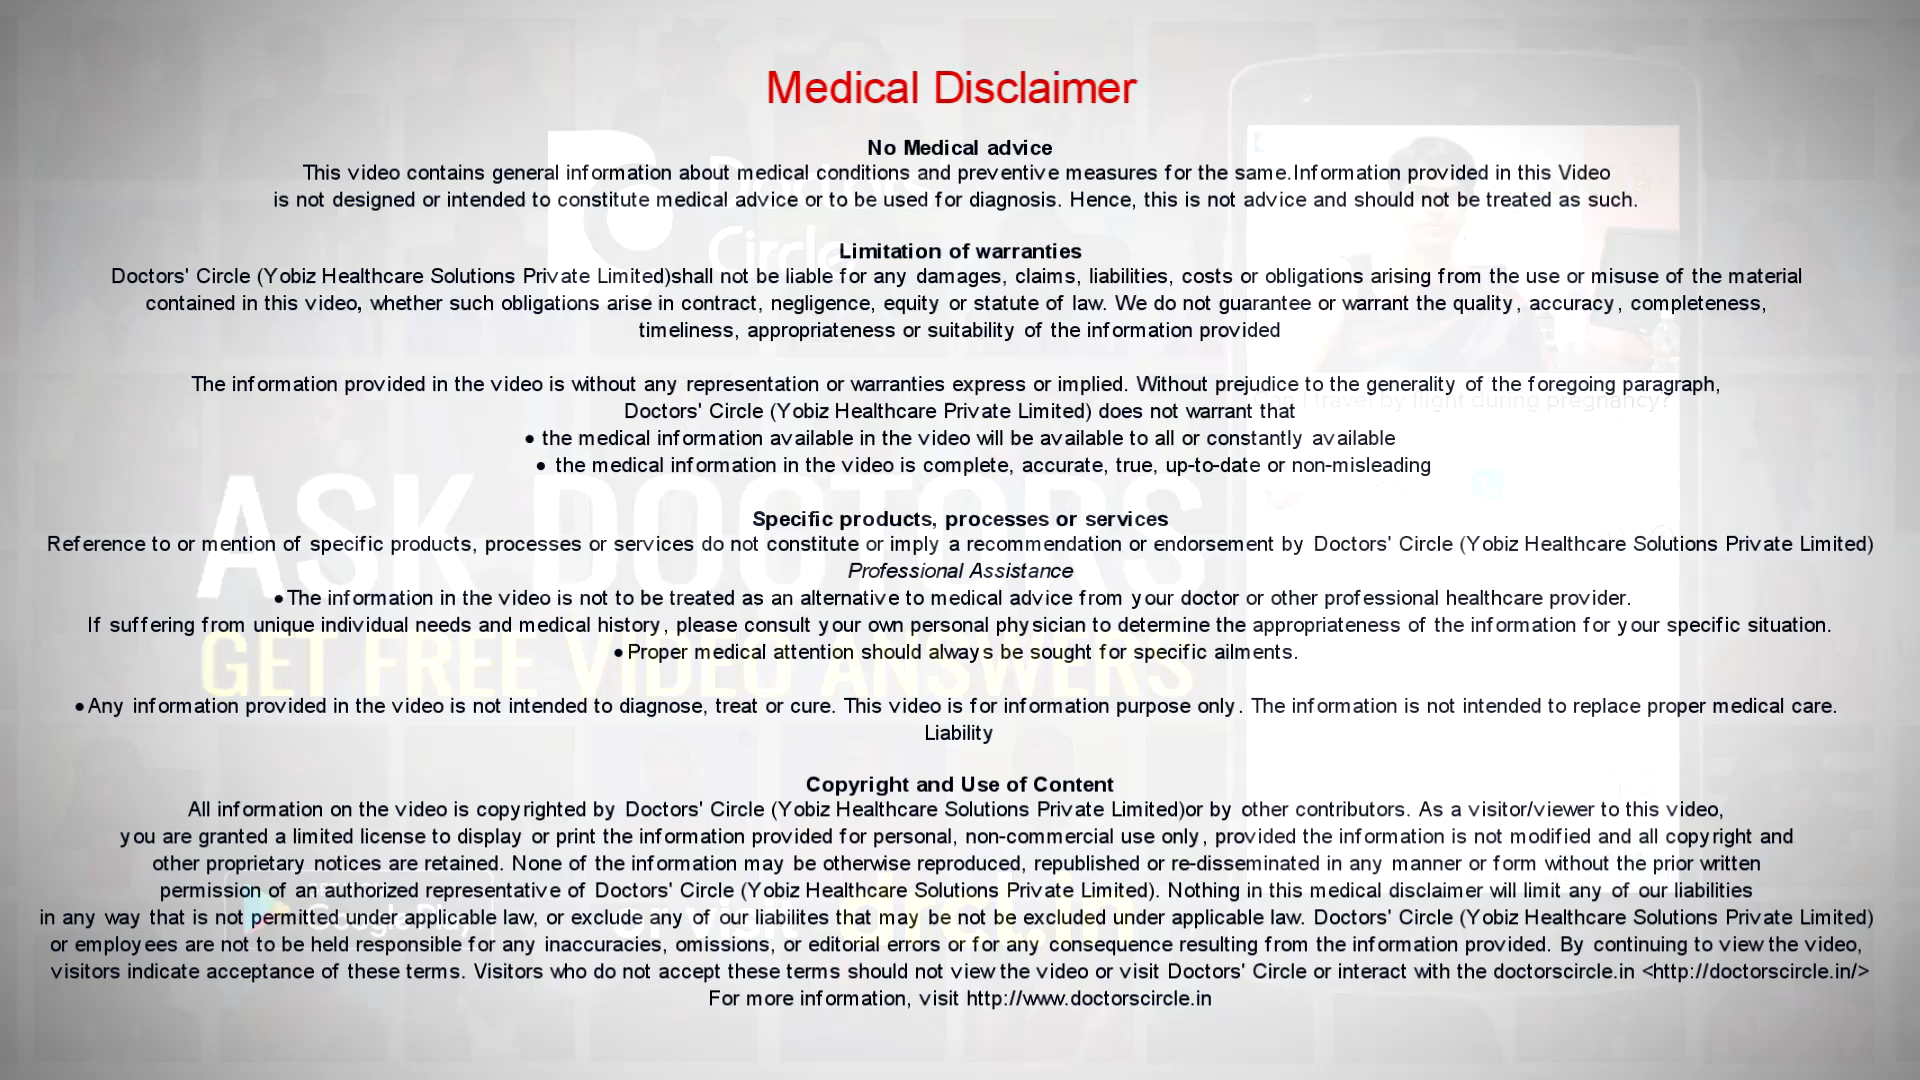 Medical Disclaimer
No Medical advice
This video contains general information about medical conditions and preventive measures for the same.Information provided in this Video
is not designed or intended to constitute medical advice or to be used for diagnosis. Hence, this is not advice and should not be treated as such.
Doctors'
Circle
Limitation of warranties
Doctors' Circle (Yobiz Healthcare Solutions Private Limited)shall not be liable for any damages, claims, liabilities, costs or obligations arising from the use or misuse of the material
contained in this video, whether such obligations arise in contract, negligence, equity or statute of law. We do not guarantee or warrant the quality, accuracy, completeness,
timeliness, appropriateness or suitability of the information provided
The information provided in the video is without any representation or warranties express or implied. Without prejudice to the generality of the foregoing paragraph,
Can I travel by flight during pregnancy?
Doctors' Circle (Yobiz Healthcare Private Limited) does not warrant that
• the medical information available in the video will be available to all or constantly available
• the medical information in the video is complete, accurate, true, up-to-date or non-misleading
ASK DOCTORS
Specific products, processes or services
Reference to or mention of specific products, processes or services do not constitute or imply a recommendation or endorsement by Doctors' Circle (Yobiz Healthcare Solutions Private Limited)
Professional Assistance
•The information in the video is not to be treated as an alternative to medical advice from your doctor or other professional healthcare provider.
If suffering from unique individual needs and medical history, please consult your own personal physician to determine the appropriateness of the information for your specific situation.
•Proper medical attention should always be sought for specific ailments.
GET FREE VIDEO ANSWERS
•Any information provided in the video is not intended to diagnose, treat or cure. This video is for information purpose only. The information is not intended to replace proper medical care.
Liability
Copyright and Use of Content
All information on the video is copyrighted by Doctors' Circle (Yobiz Healthcare Solutions Private Limited)or by other contributors. As a visitor/viewer to this video,
you are granted a limited license to display or print the information provided for personal, non-commercial use only, provided the information is not modified and all copyright and
other proprietary notices are retained. None of the information may be otherwise reproduced, republished or re-disseminated in any manner or form without the prior written
permission of an authorized representative of Doctors' Circle (Yobiz Healthcare Solutions Private Limited). Nothing in this medical disclaimer will limit any of our liabilities
in any way that is not permitted under applicable law, or exclude any of our liabilites that may be not be excluded under applicable law. Doctors' Circle (Yobiz Healthcare Solutions Private Limited)
Google Play or visit drcl.in
or employees are not to be held responsible for any inaccuracies, omissions, or editorial errors or for any consequence resulting from the information provided. By continuing to view the video,
visitors indicate acceptance of these terms. Visitors who do not accept these terms should not view the video or visit Doctors' Circle or interact with the doctorscircle.in <http://doctorscircle.in/>
For more information, visit http://www.doctorscircle.in